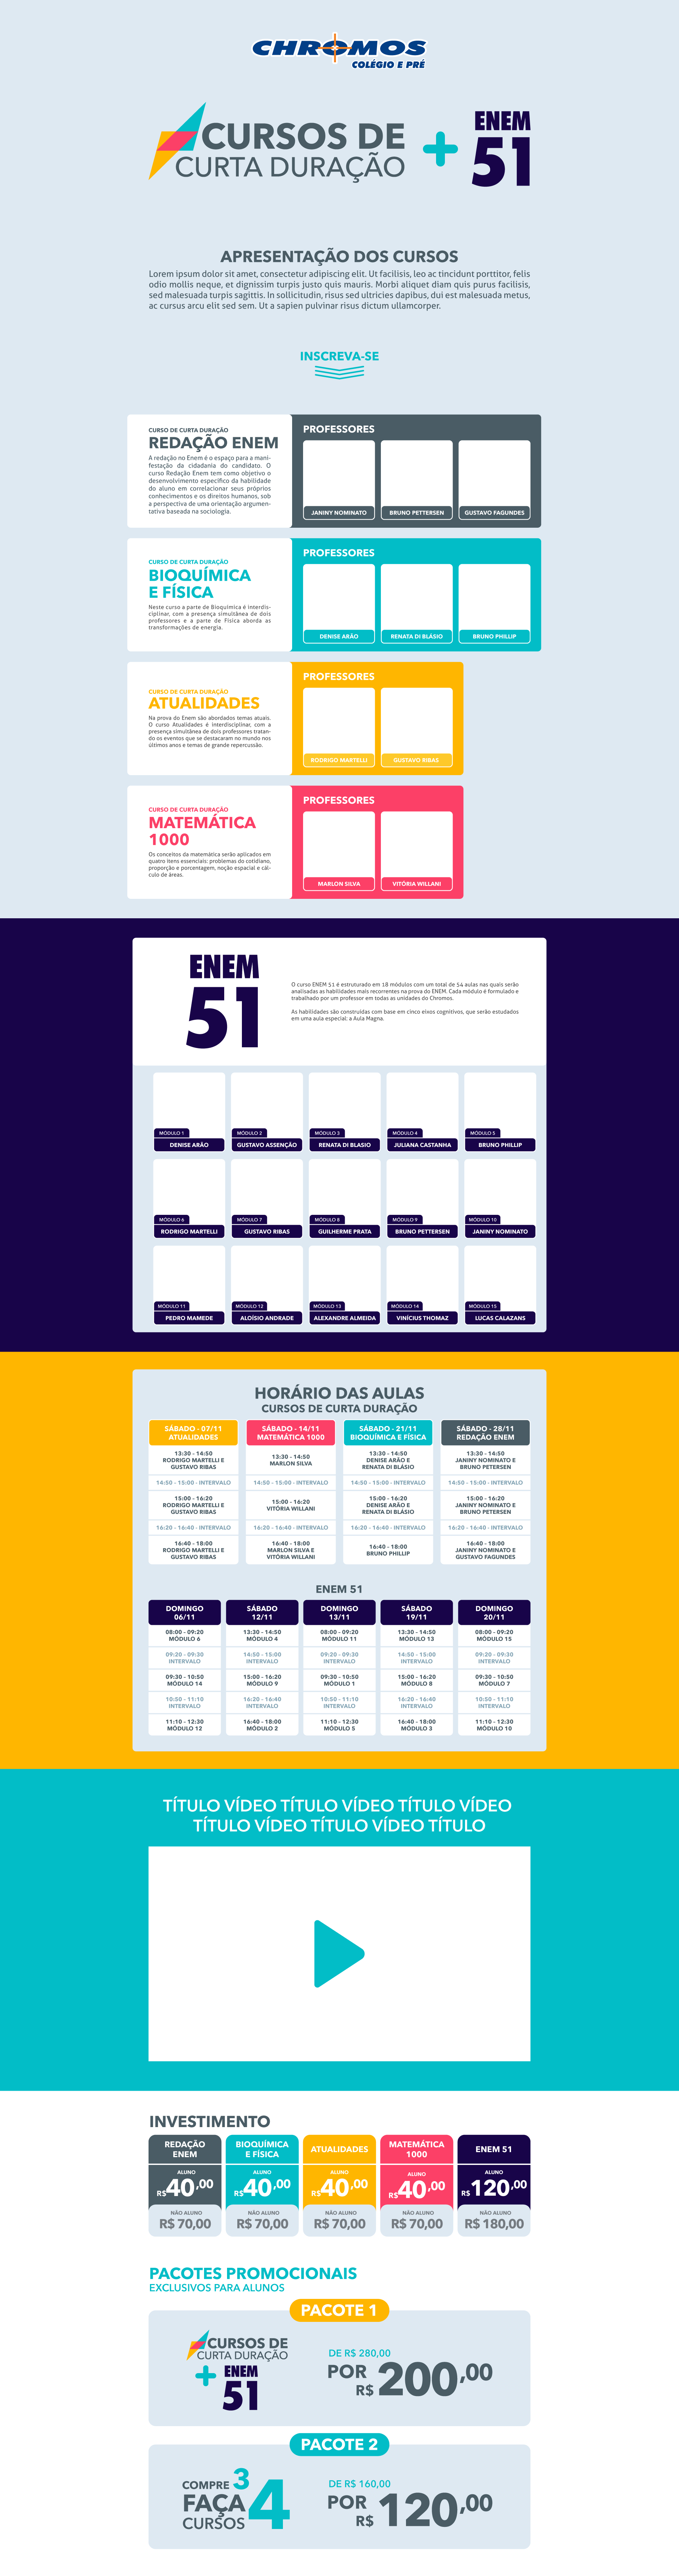 CHROMOS
COLÉGIO E PRÉ
CURSOS DE
CURTA DURAÇÃO
+
ENEM
51
APRESENTAÇÃO DOS CURSOS
Lorem ipsum dolor sit amet, consectetur adipiscing elit. Ut facilisis, leo ac tincidunt porttitor, felis
odio mollis neque, et dignissim turpis justo quis mauris. Morbi aliquet diam quis purus facilisis,
sed malesuada turpis sagittis. In sollicitudin, risus sed ultricies dapibus, dui est malesuada metus,
ac cursus arcu elit sed sem. Ut a sapien pulvinar risus dictum ullamcorper.
INSCREVA-SE
CURSO DE CURTA DURAÇÃO
REDAÇÃO ENEM
A redação no Enem é o espaço para a mani-
festação da cidadania do candidato. O
curso Redação Enem tem como objetivo o
desenvolvimento específico da habilidade
do aluno em correlacionar seus próprios
conhecimentos e os direitos humanos, sob
a perspectiva de uma orientação argumen-
tativa baseada na sociologia.
PROFESSORES
JANINY NOMINATO BRUNO PETTERSEN GUSTAVO FAGUNDES
CURSO DE CURTA DURAÇÃO
BIOQUÍMICA
E FÍSICA
Neste curso a parte de Bioquímica é interdis-
ciplinar, com a presença simultânea de dois
professores e a parte de Física aborda as
transformações de energia.
PROFESSORES
DENISE ARÃO RENATA DI BLÁSIO BRUNO PHILLIP
CURSO DE CURTA DURAÇÃO
ATUALIDADES
Na prova do Enem são abordados temas atuais.
O curso Atualidades é interdisciplinar, com a
presença simultânea de dois professores tratan-
do os eventos que se destacaram no mundo nos
últimos anos e temas de grande repercussão.
PROFESSORES
RODRIGO MARTELLI GUSTAVO RIBAS
CURSO DE CURTA DURAÇÃO
MATEMÁTICA
1000
Os conceitos da matemática serão aplicados em
quatro itens essenciais: problemas do cotidiano,
proporção e porcentagem, noção espacial e cál-
culo de áreas.
PROFESSORES
MARLON SILVA VITÓRIA WILLANI
ENEM
51
O curso ENEM 51 é estruturado em 18 módulos com um total de 54 aulas nas quais serão
analisadas as habilidades mais recorrentes na prova do ENEM. Cada módulo é formulado e
trabalhado por um professor em todas as unidades do Chromos.
As habilidades são construídas com base em cinco eixos cognitivos, que serão estudados
em uma aula especial: a Aula Magna.
MÓDULO 1 MÓDULO 2 MÓDULO 3 MÓDULO 4 MÓDULO 5
DENISE ARÃO GUSTAVO ASSENÇÃO RENATA DI BLASIO JULIANA CASTANHA BRUNO PHILLIP
MÓDULO 6 MÓDULO 7 MÓDULO 8 MÓDULO 9 MÓDULO 10
RODRIGO MARTELLI GUSTAVO RIBAS GUILHERME PRATA BRUNO PETTERSEN JANINY NOMINATO
MÓDULO 11 MÓDULO 12 MÓDULO 13 MÓDULO 14 MÓDULO 15
PEDRO MAMEDE ALOÍSIO ANDRADE ALEXANDRE ALMEIDA VINÍCIUS THOMAZ LUCAS CALAZANS
HORÁRIO DAS AULAS
CURSOS DE CURTA DURAÇÃO
SÁBADO - 07/11
ATUALIDADES
13:30 - 14:50
RODRIGO MARTELLI E
GUSTAVO RIBAS
14:50 - 15:00 - INTERVALO
15:00 - 16:20
RODRIGO MARTELLI E
GUSTAVO RIBAS
16:20 - 16:40 - INTERVALO
16:40 - 18:00
RODRIGO MARTELLI E
GUSTAVO RIBAS
SÁBADO - 14/11
MATEMÁTICA 1000
13:30 - 14:50
MARLON SILVA
14:50 - 15:00 - INTERVALO
15:00 - 16:20
VITÓRIA WILLANI
16:20 - 16:40 - INTERVALO
16:40 - 18:00
MARLON SILVA E
VITÓRIA WILLANI
SÁBADO - 21/11
BIOQUÍMICA E FÍSICA
13:30 - 14:50
DENISE ARÃO E
RENATA DI BLÁSIO
14:50 - 15:00 - INTERVALO
15:00 - 16:20
DENISE ARÃO E
RENATA DI BLÁSIO
16:20 - 16:40 - INTERVALO
16:40 - 18:00
BRUNO PHILLIP
SÁBADO - 28/11
REDAÇÃO ENEM
13:30 - 14:50
JANINY NOMINATO E
BRUNO PETERSEN
14:50 - 15:00 - INTERVALO
15:00 - 16:20
JANINY NOMINATO E
BRUNO PETERSEN
16:20 - 16:40 - INTERVALO
16:40 - 18:00
JANINY NOMINATO E
GUSTAVO FAGUNDES
ENEM 51
DOMINGO
06/11
08:00 - 09:20
MÓDULO 6
09:20 - 09:30
INTERVALO
09:30 - 10:50
MÓDULO 14
10:50 - 11:10
INTERVALO
11:10 - 12:30
MÓDULO 12
SÁBADO
12/11
13:30 - 14:50
MÓDULO 4
14:50 - 15:00
INTERVALO
15:00 - 16:20
MÓDULO 9
16:20 - 16:40
INTERVALO
16:40 - 18:00
MÓDULO 2
DOMINGO
13/11
08:00 - 09:20
MÓDULO 11
09:20 - 09:30
INTERVALO
09:30 - 10:50
MÓDULO 1
10:50 - 11:10
INTERVALO
11:10 - 12:30
MÓDULO 5
SÁBADO
19/11
13:30 - 14:50
MÓDULO 13
14:50 - 15:00
INTERVALO
15:00 - 16:20
MÓDULO 8
16:20 - 16:40
INTERVALO
16:40 - 18:00
MÓDULO 3
DOMINGO
20/11
08:00 - 09:20
MÓDULO 15
09:20 - 09:30
INTERVALO
09:30 - 10:50
MÓDULO 7
10:50 - 11:10
INTERVALO
11:10 - 12:30
MÓDULO 10
TÍTULO VÍDEO TÍTULO VÍDEO TÍTULO VÍDEO
TÍTULO VÍDEO TÍTULO VÍDEO TÍTULO
INVESTIMENTO
REDAÇÃO
ENEM
ALUNO
R$40,00
NÃO ALUNO
R$ 70,00
BIOQUÍMICA
E FÍSICA
ALUNO
R$40,00
NÃO ALUNO
R$ 70,00
ATUALIDADES
ALUNO
R$40,00
NÃO ALUNO
R$ 70,00
MATEMÁTICA
1000
ALUNO
R$40,00
NÃO ALUNO
R$ 70,00
ENEM 51
ALUNO
R$120,00
NÃO ALUNO
R$ 180,00
PACOTES PROMOCIONAIS
EXCLUSIVOS PARA ALUNOS
PACOTE 1
CURSOS DE
CURTA DURAÇÃO
+ ENEM
51
DE R$ 280,00
POR
R$ 200,00
PACOTE 2
COMPRE 3
FAÇA 4
CURSOS
DE R$ 160,00
POR
R$ 120,00